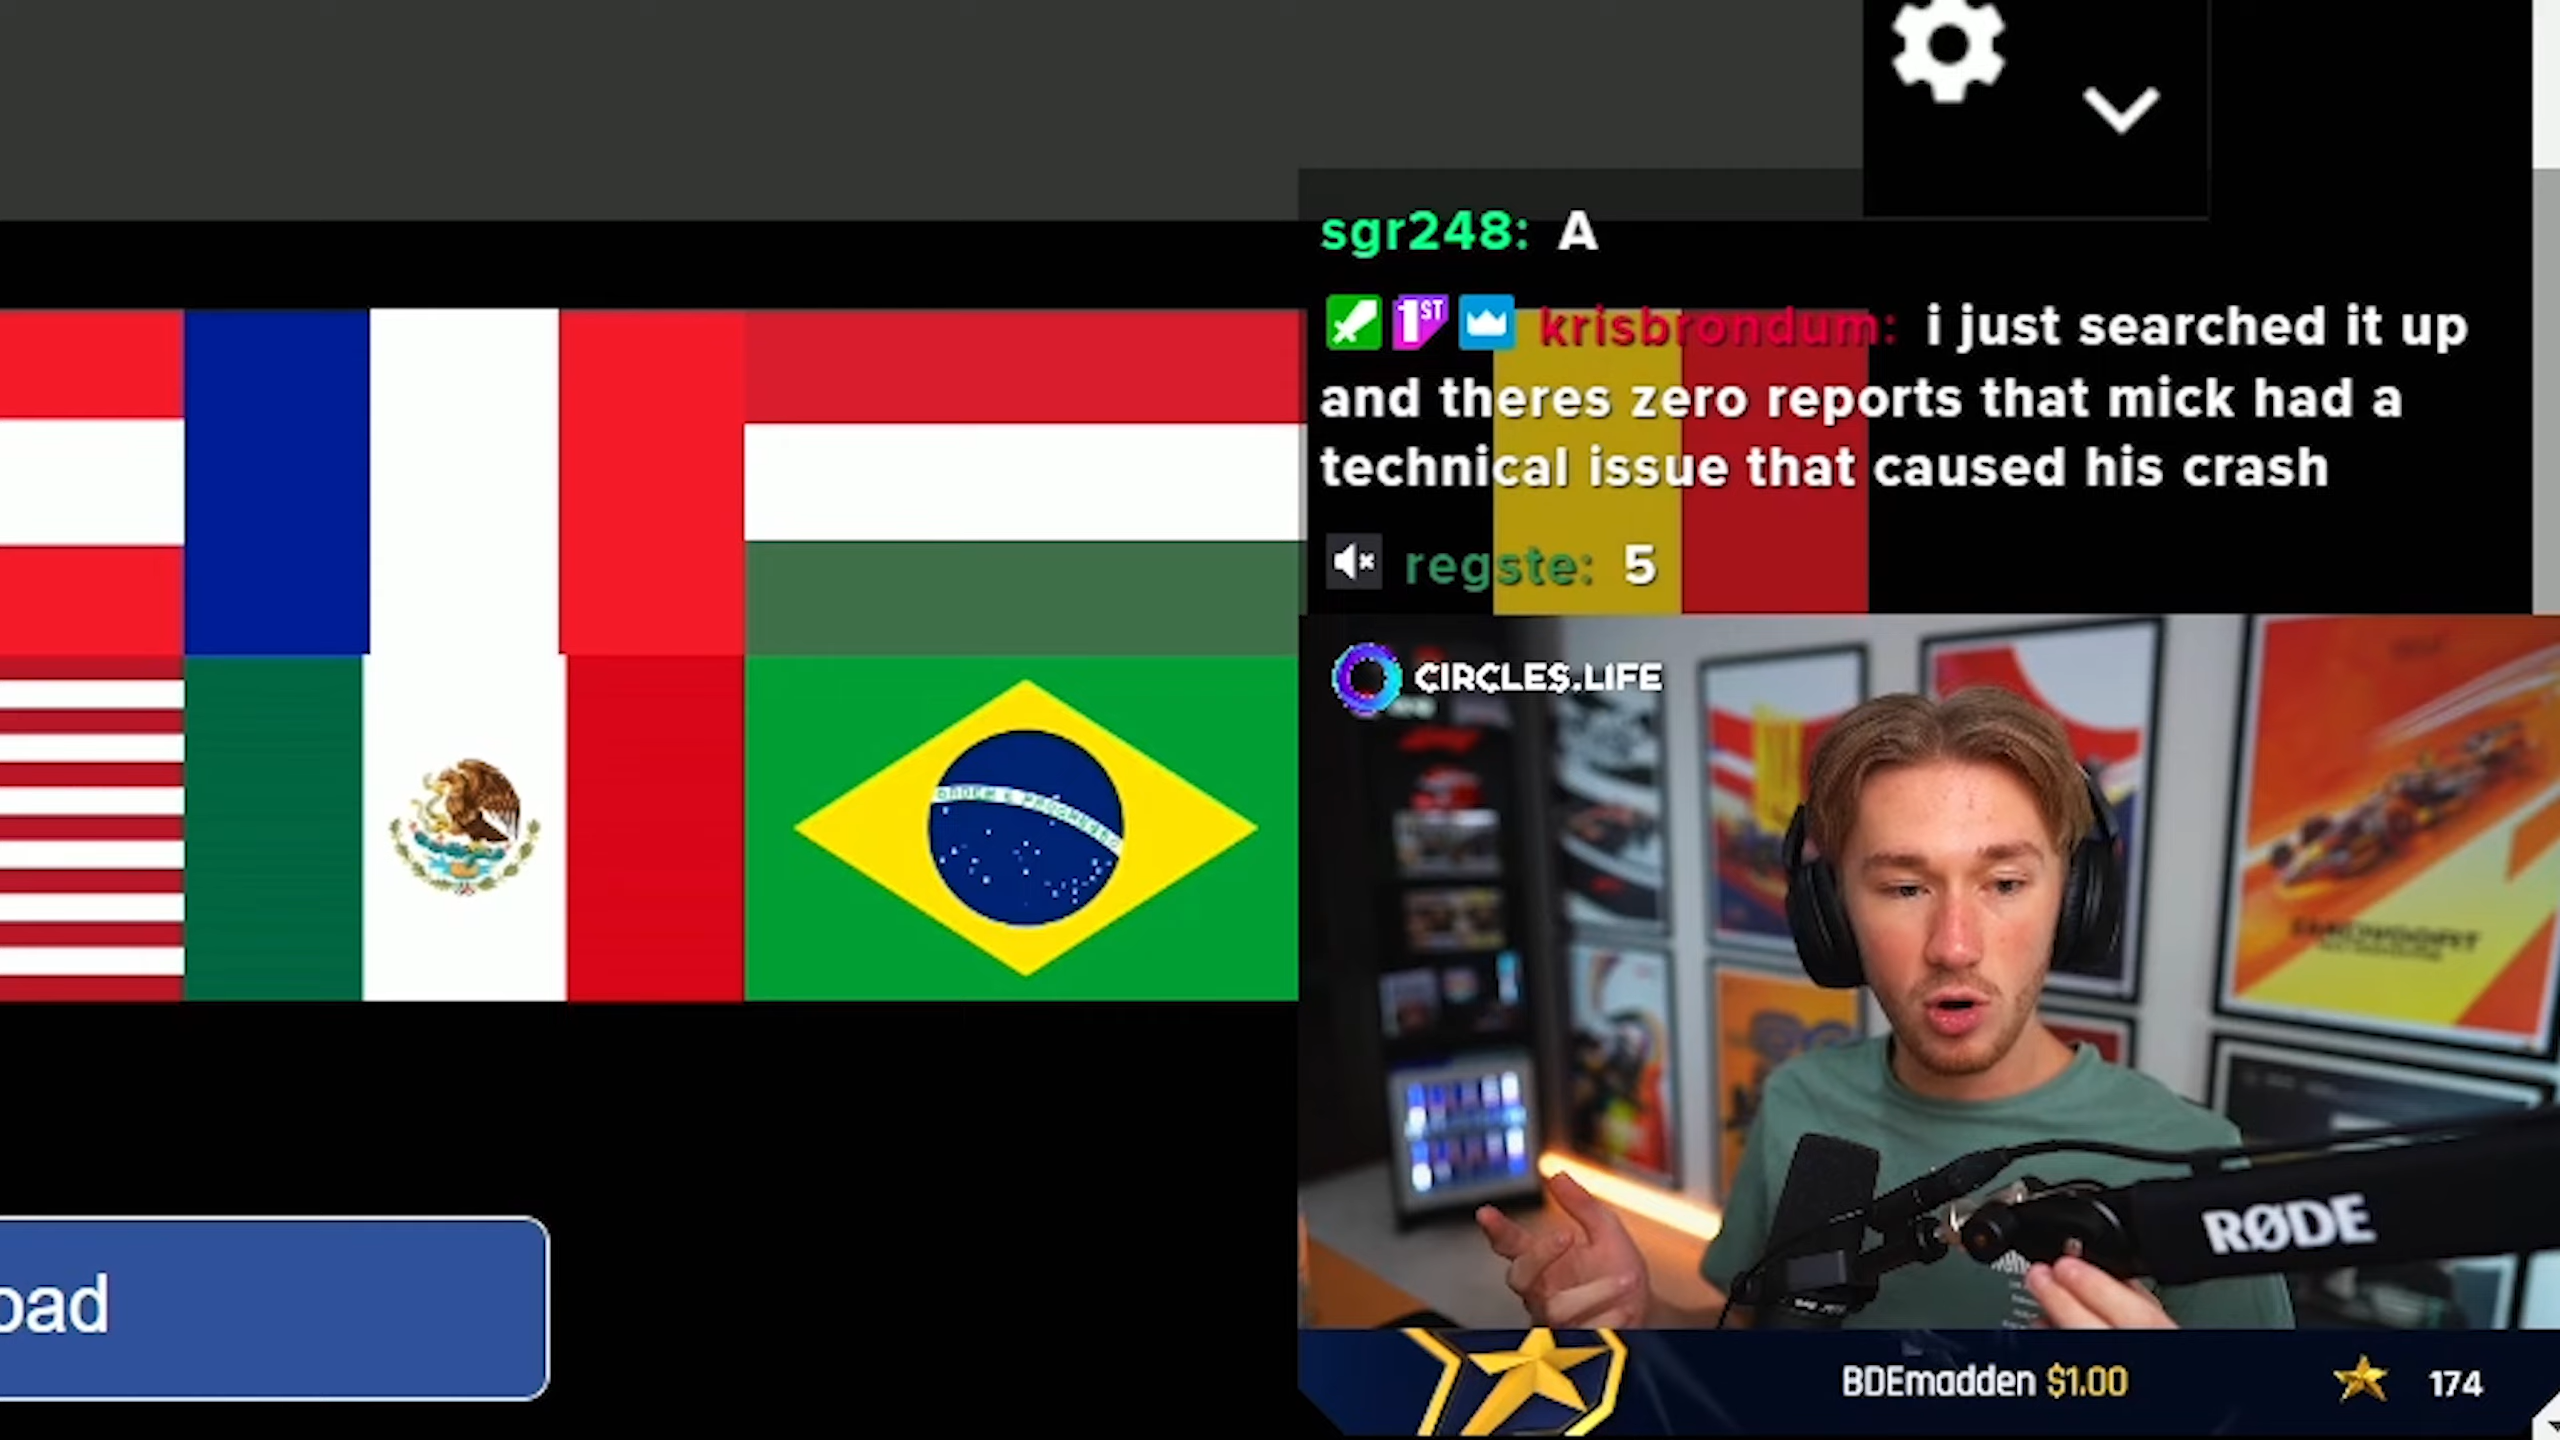 sgr248: A
1ST krisbrondum: i just searched it up
and theres zero reports that mick had a
technical issue that caused his crash
regste: 5
CIRCLES.LIFE
RØDE
oad
BDEmadden $1.00
174